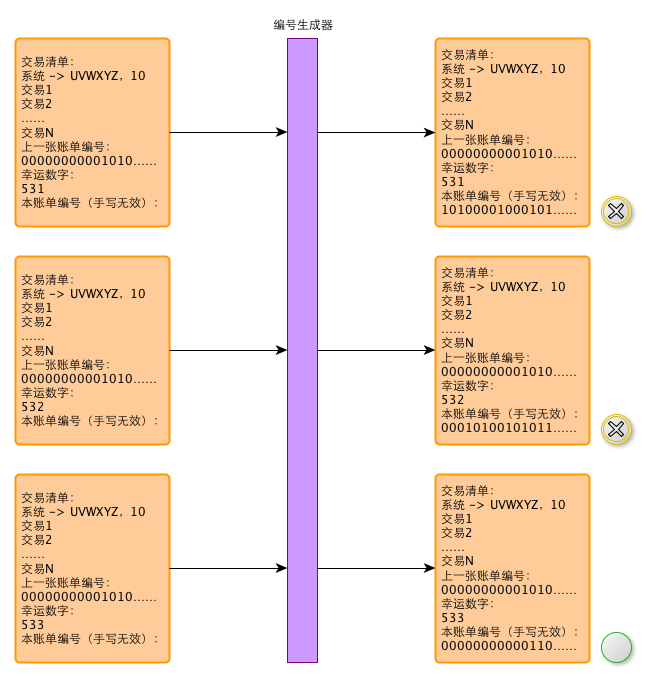 编号生成器
交易清单：
系统 -> UVWXYZ，10
交易1
交易2
……
交易N
上一张账单编号：
00000000001010……
幸运数字：
531
本账单编号（手写无效）：
交易清单：
系统 -> UVWXYZ，10
交易1
交易2
……
交易N
上一张账单编号：
00000000001010……
幸运数字：
531
本账单编号（手写无效）：
10100001000101……
交易清单：
系统 -> UVWXYZ，10
交易1
交易2
……
交易N
上一张账单编号：
00000000001010……
幸运数字：
532
本账单编号（手写无效）：
交易清单：
系统 -> UVWXYZ，10
交易1
交易2
……
交易N
上一张账单编号：
00000000001010……
幸运数字：
532
本账单编号（手写无效）：
00010100101011……
交易清单：
系统 -> UVWXYZ，10
交易1
交易2
……
交易N
上一张账单编号：
00000000001010……
幸运数字：
533
本账单编号（手写无效）：
交易清单：
系统 -> UVWXYZ，10
交易1
交易2
……
交易N
上一张账单编号：
00000000001010……
幸运数字：
533
本账单编号（手写无效）：
00000000000110……